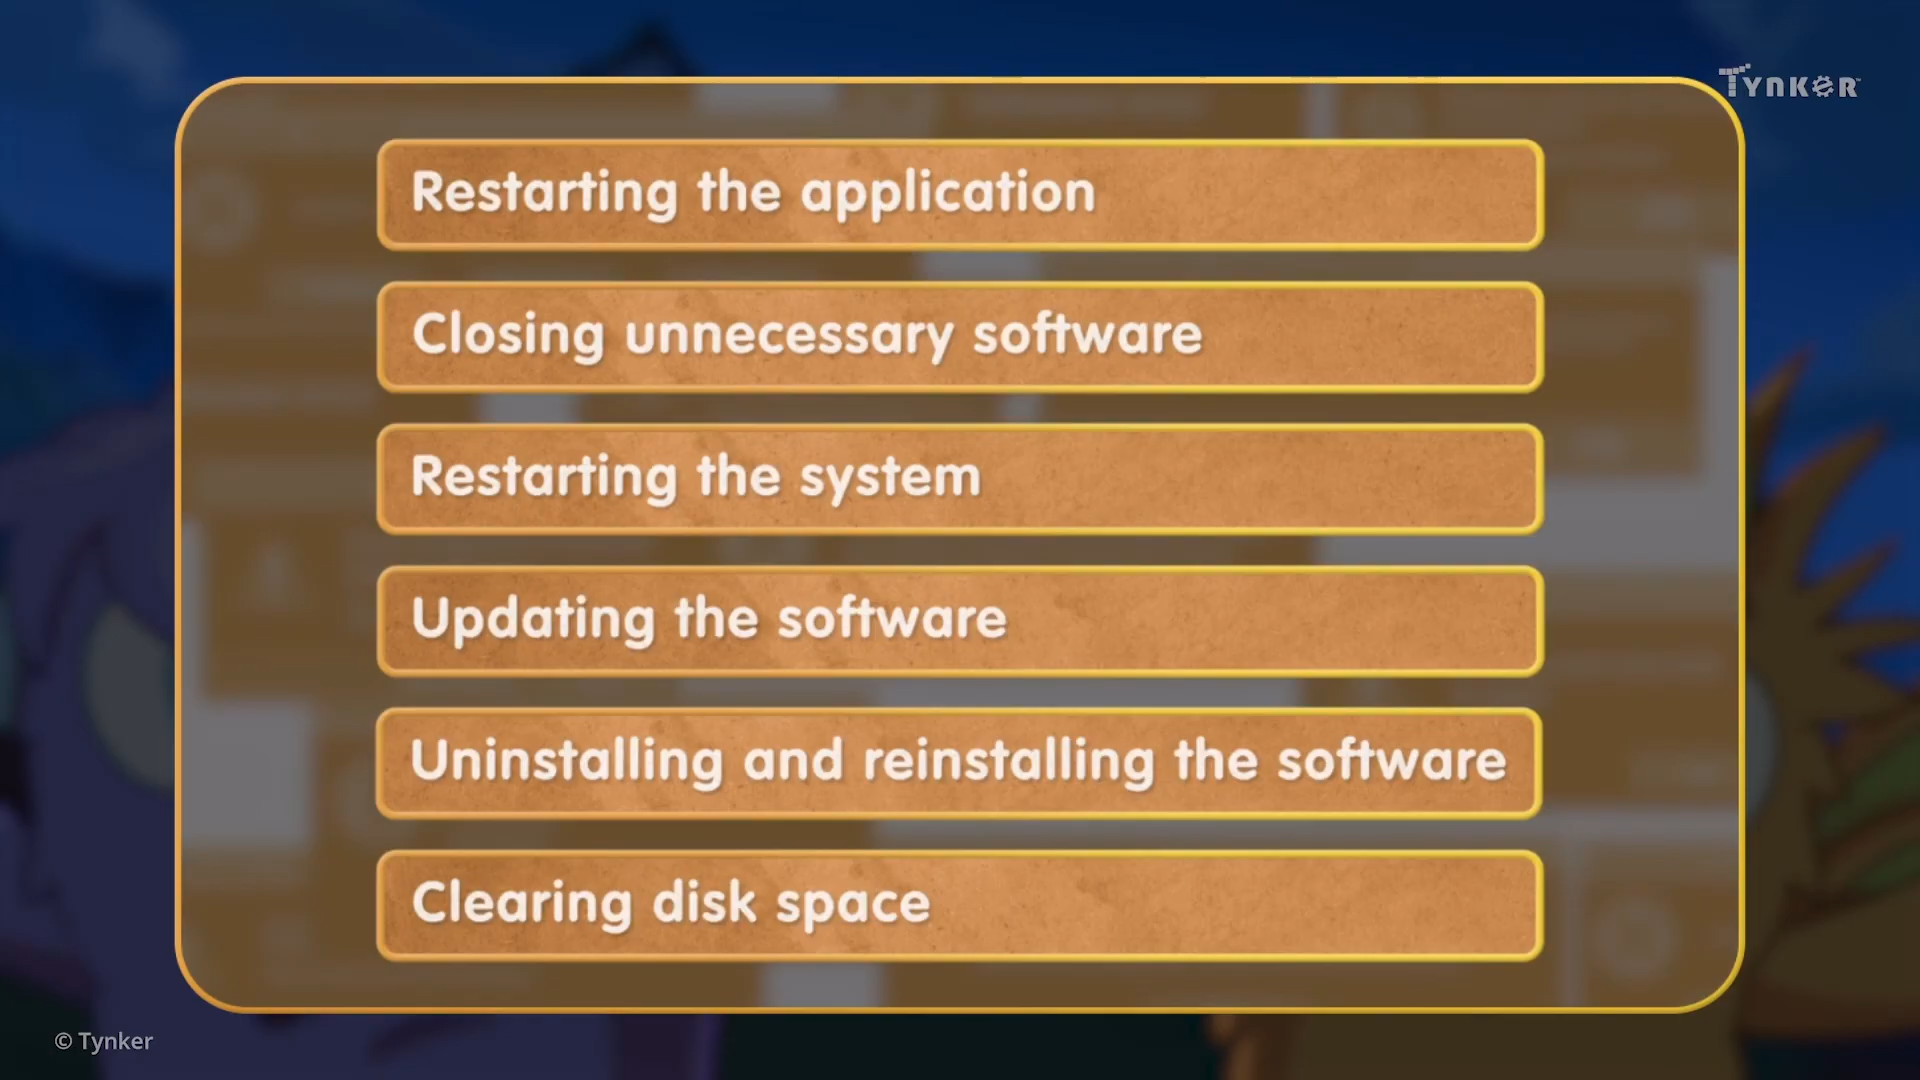 TYNKER
Restarting the application
Closing unnecessary software
Restarting the system
Updating the software
Uninstalling and reinstalling the software
Clearing disk space
© Tynker